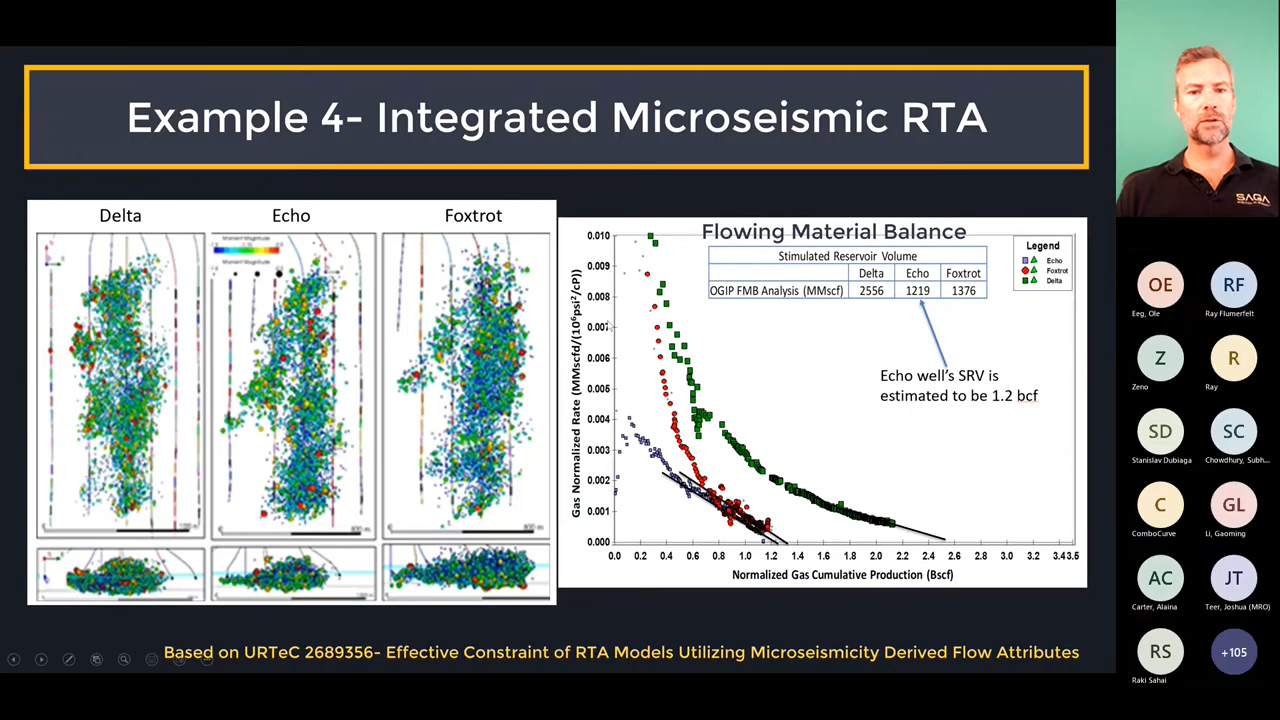 Example 4- Integrated Microseismic RTA
Delta
Echo
Foxtrot
Moment Magnitude
Flowing Material Balance
Stimulated Reservoir Volume
Delta Echo Foxtrot
OGIP FMB Analysis (MMscf) 2556 1219 1376
Legend
Echo
Foxtrot
Delta
Echo well's SRV is
estimated to be 1.2 bcf
Gas Normalized Rate (MMscfd/(10⁶psi²/cP))
0.010
0.009
0.008
0.007
0.006
0.005
0.004
0.003
0.002
0.001
0.000
0.0 0.2 0.4 0.6 0.8 1.0 1.2 1.4 1.6 1.8 2.0 2.2 2.4 2.6 2.8 3.0 3.2 3.43.5
Normalized Gas Cumulative Production (Bscf)
Based on URTeC 2689356- Effective Constraint of RTA Models Utilizing Microseismicity Derived Flow Attributes
SAGA
OE
RF
Eeg, Ole
Ray Flumerfelt
Z
R
Zeno
Ray
SD
SC
Stanislav Dubiaga
Chowdhury, Subh...
C
GL
ComboCurve
Li, Gaoming
AC
JT
Carter, Alaina
Teer, Joshua (MRO)
RS
+105
Raki Sahai